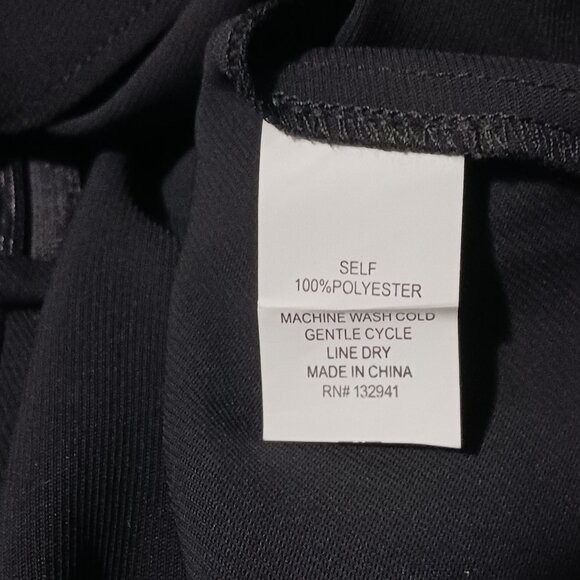 SELF
100%POLYESTER
MACHINE WASH COLD
GENTLE CYCLE
LINE DRY
MADE IN CHINA
RN# 132941